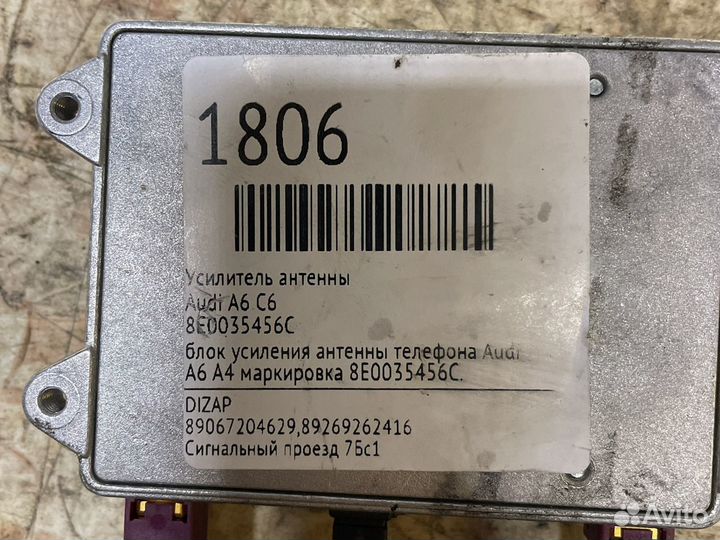 1806
Усилитель антенны
Audi A6 C6
8E0035456C
блок усиления антенны телефона Audi
A6 A4 маркировка 8E0035456C.
DIZAP
89067204629,89269262416
Сигнальный проезд 7Бс1
Avito